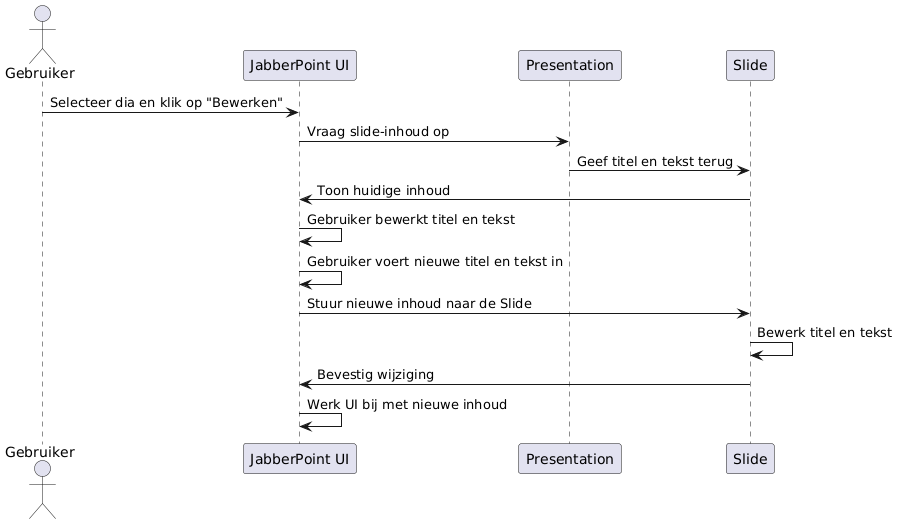 Gebruiker
JabberPoint UI
Presentation
Slide
Selecteer dia en klik op "Bewerken"
Vraag slide-inhoud op
Geef titel en tekst terug
Toon huidige inhoud
Gebruiker bewerkt titel en tekst
Gebruiker voert nieuwe titel en tekst in
Stuur nieuwe inhoud naar de Slide
Bewerk titel en tekst
Bevestig wijziging
Werk UI bij met nieuwe inhoud
Gebruiker
JabberPoint UI
Presentation
Slide